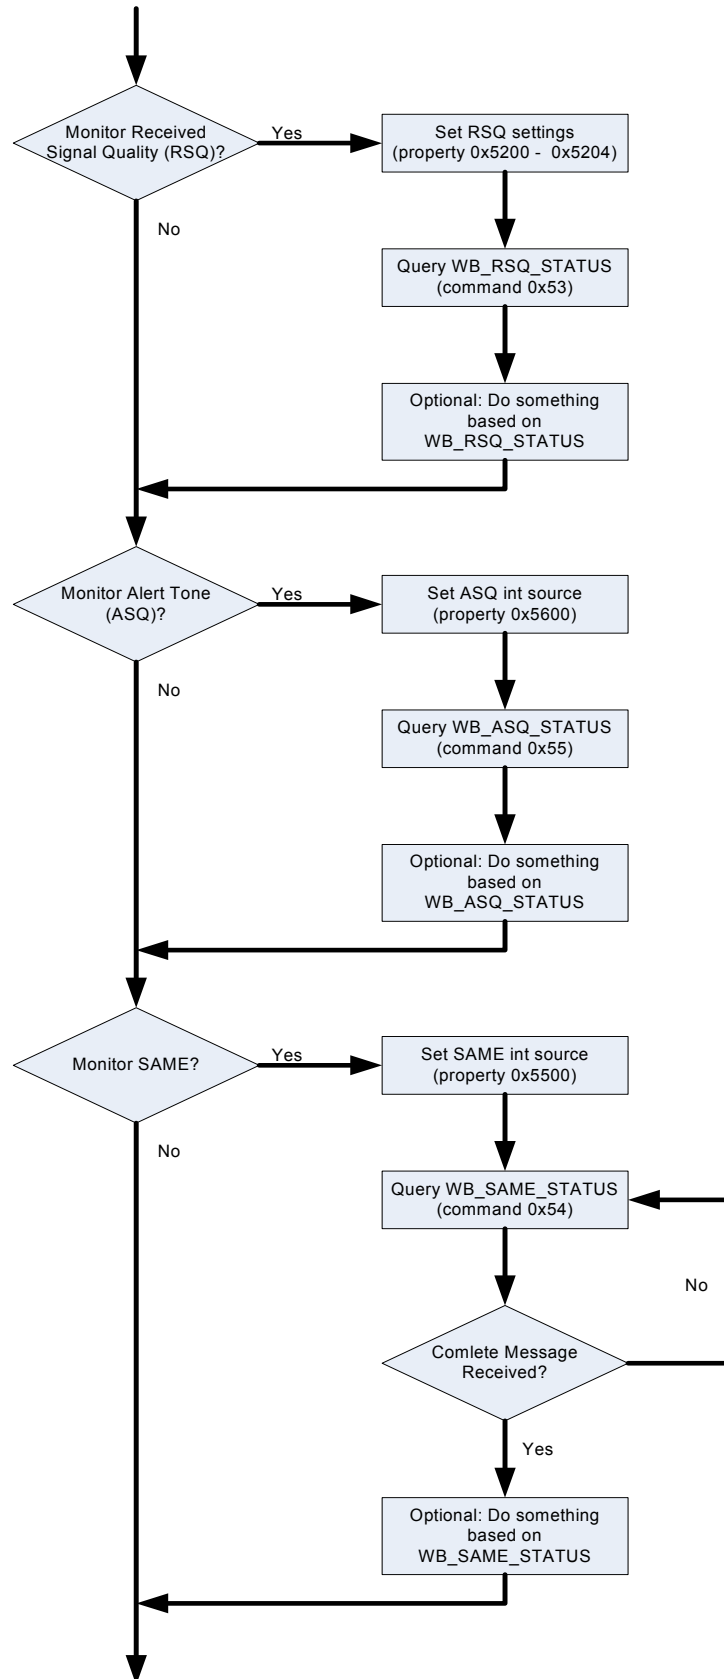 Monitor Received
Signal Quality (RSQ)?
Yes
Set RSQ settings
(property 0x5200 - 0x5204)
No
Query WB_RSQ_STATUS
(command 0x53)
Optional: Do something
based on
WB_RSQ_STATUS
Monitor Alert Tone
(ASQ)?
Yes
Set ASQ int source
(property 0x5600)
No
Query WB_ASQ_STATUS
(command 0x55)
Optional: Do something
based on
WB_ASQ_STATUS
Monitor SAME?
Yes
Set SAME int source
(property 0x5500)
No
Query WB_SAME_STATUS
(command 0x54)
No
Comlete Message
Received?
Yes
Optional: Do something
based on
WB_SAME_STATUS